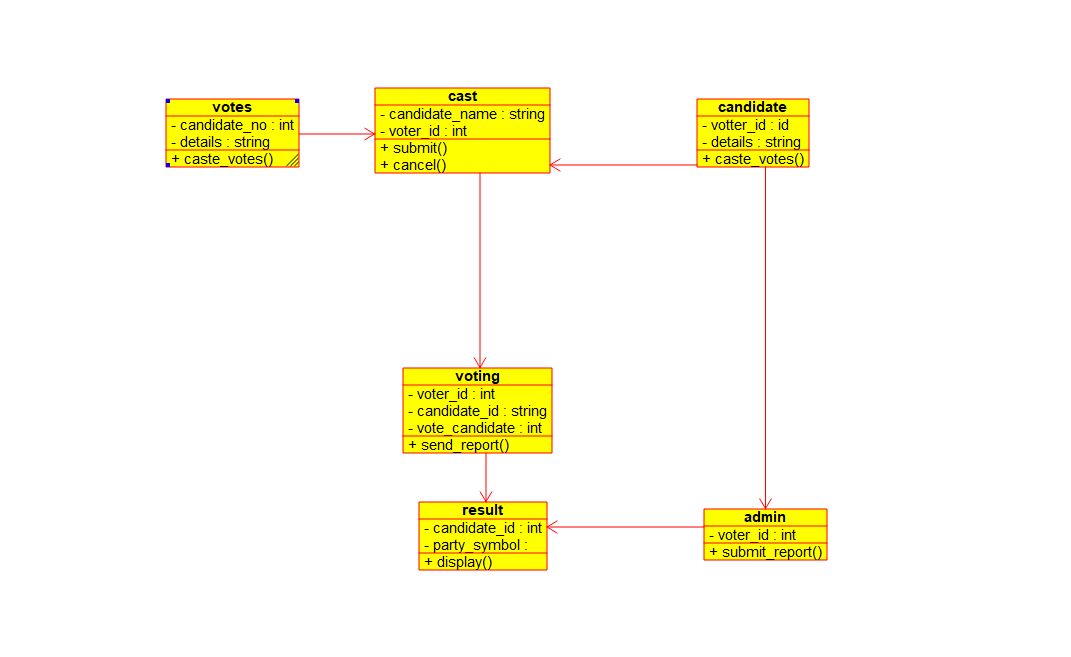 votes
- candidate_no : int
- details : string
+ caste_votes()
cast
- candidate_name : string
- voter_id : int
+ submit()
+ cancel()
candidate
- votter_id : id
- details : string
+ caste_votes()
voting
- voter_id : int
- candidate_id : string
- vote_candidate : int
+ send_report()
result
- candidate_id : int
- party_symbol :
+ display()
admin
- voter_id : int
+ submit_report()